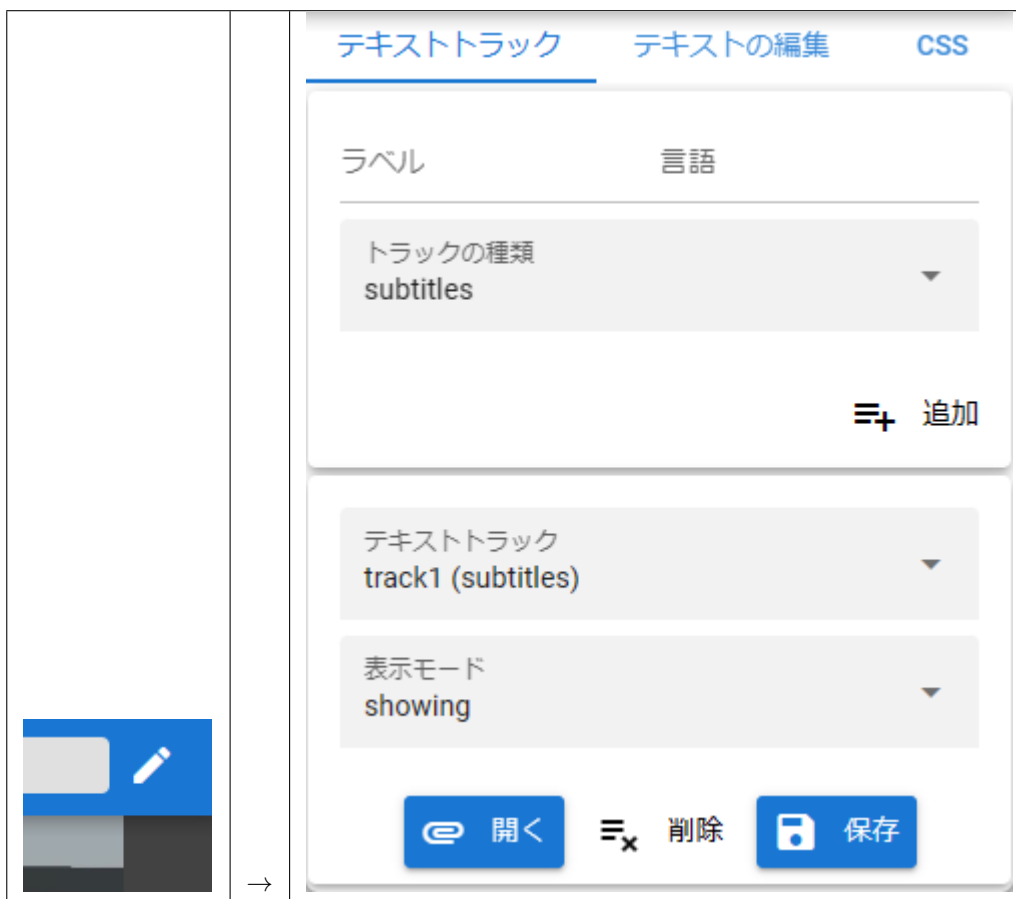 テキストトラック テキストの編集 CSS
ラベル 言語
トラックの種類
subtitles
追加
テキストトラック
track1 (subtitles)
表示モード
showing
→ 開く 削除 保存